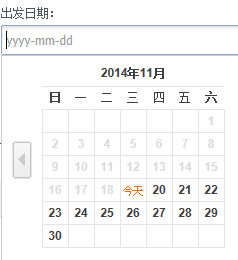 出发日期：
yyyy-mm-dd
2014年11月
日 一 二 三 四 五 六
1
2 3 4 5 6 7 8
9 10 11 12 13 14 15
16 17 18 今天 20 21 22
23 24 25 26 27 28 29
30